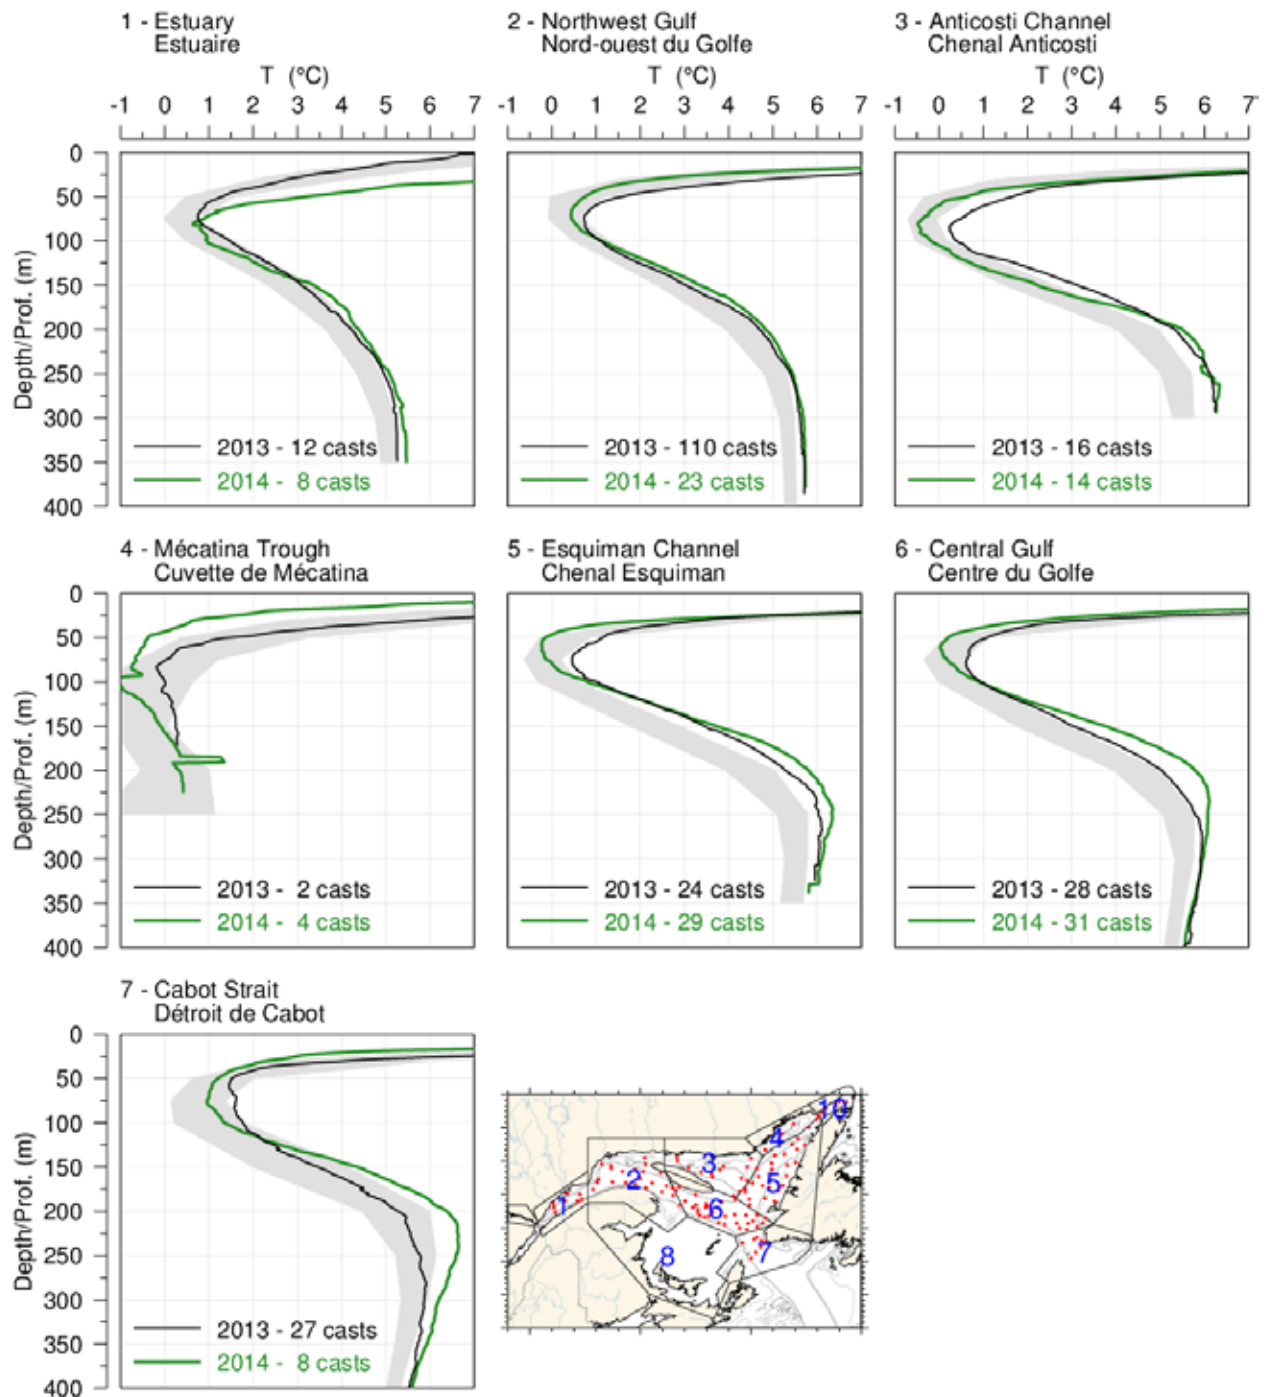 1 - Estuary
Estuaire
2 - Northwest Gulf
Nord-ouest du Golfe
3 - Anticosti Channel
Chenal Anticosti
T (°C)
T (°C)
T (°C)
-1 0 1 2 3 4 5 6 7
-1 0 1 2 3 4 5 6 7
-1 0 1 2 3 4 5 6 7
0
50
100
150
200
250
300
350
400
Depth/Prof. (m)
2013 - 12 casts
2014 - 8 casts
2013 - 110 casts
2014 - 23 casts
2013 - 16 casts
2014 - 14 casts
4 - Mécatina Trough
Cuvette de Mécatina
5 - Esquiman Channel
Chenal Esquiman
6 - Central Gulf
Centre du Golfe
0
50
100
150
200
250
300
350
400
Depth/Prof. (m)
2013 - 2 casts
2014 - 4 casts
2013 - 24 casts
2014 - 29 casts
2013 - 28 casts
2014 - 31 casts
7 - Cabot Strait
Détroit de Cabot
0
50
100
150
200
250
300
350
400
Depth/Prof. (m)
2013 - 27 casts
2014 - 8 casts
10
4
3
2
5
1
6
8
7